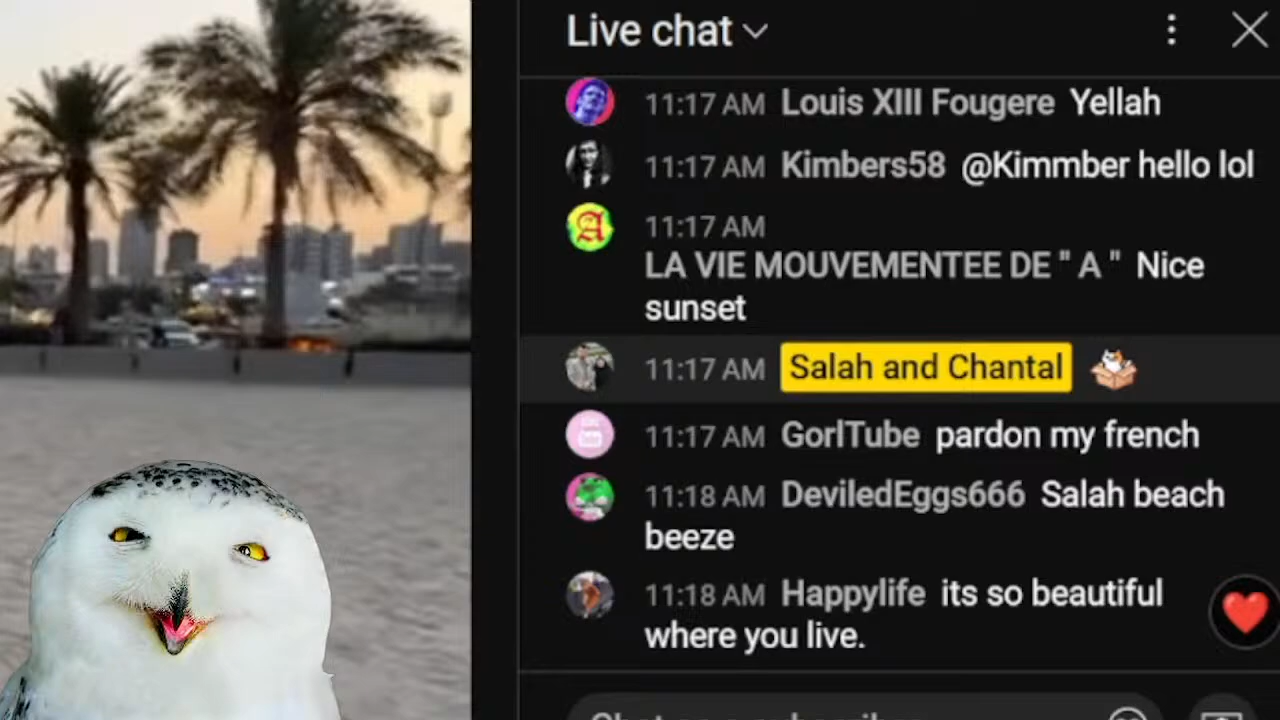 Live chat
11:17 AM Louis XIII Fougere Yellah
11:17 AM Kimbers58 @Kimmber hello lol
11:17 AM
LA VIE MOUVEMENTEE DE " A " Nice
sunset
11:17 AM Salah and Chantal
11:17 AM GorlTube pardon my french
11:18 AM DeviledEggs666 Salah beach
beeze
11:18 AM Happylife its so beautiful
where you live.